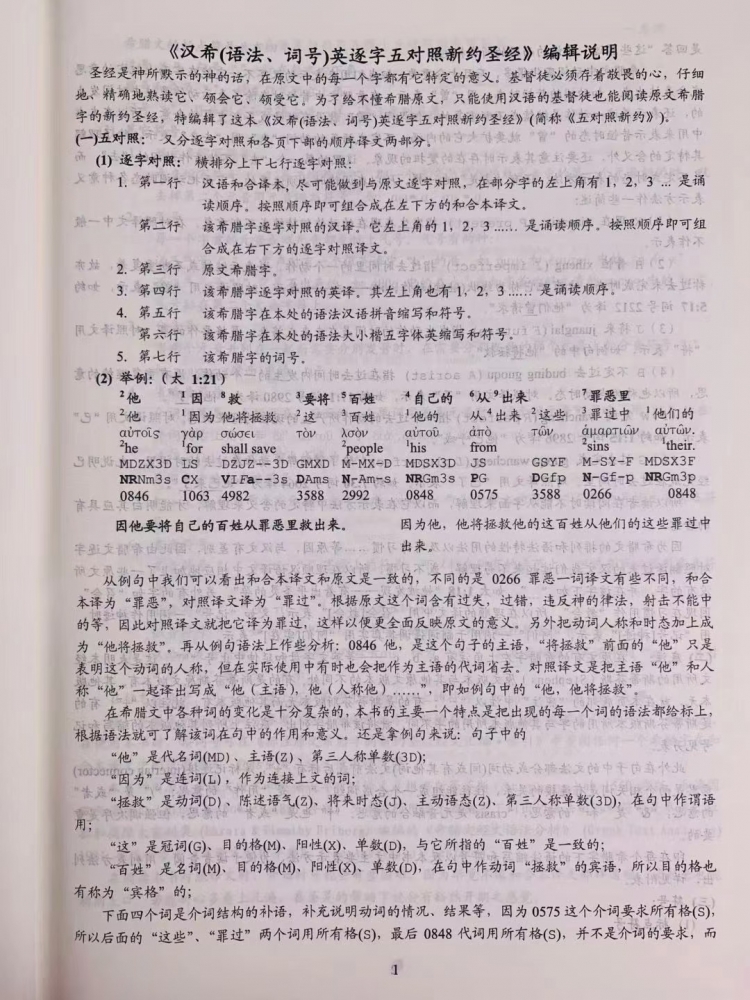 《汉希(语法、词号)英逐字五对照新约圣经》编辑说明
圣经是神所默示的神的话，在原文中的每一个字都有它特定的意义。基督徒必须存着敬畏的心，仔细
地、精确地熟读它、领会它、领受它。为了给不懂希腊原文，只能使用汉语的基督徒也能阅读原文希腊
字的新约圣经，特编辑了这本《汉希(语法、词号)英逐字五对照新约圣经》(简称《五对照新约》)。
(一)五对照： 又分逐字对照和各页下部的顺序译文两部分。
(1) 逐字对照： 横排分上下七行逐字对照：
1. 第一行 汉语和合译本，尽可能做到与原文逐字对照，在部分字的左上角有 1，2，3 ... 是诵
读顺序。按照顺序即可组合成在左下方的和合本译文。
第二行 该希腊字逐字对照的汉译。它左上角的 1，2，3 ...... 是诵读顺序。按照顺序即可组
合成在右下方的逐字对照译文。
2. 第三行 原文希腊字。
3. 第四行 该希腊字逐字对照的英译。其左上角也有 1，2，3 ...... 是诵读顺序。
4. 第五行 该希腊字在本处的语法汉语拼音缩写和符号。
第六行 该希腊字在本处的语法大小楷五字体英缩写和符号。
5. 第七行 该希腊字的词号。
(2) 举例：(太 1:21)
²他 ¹因 ⁸救 ³要将 ⁵百姓 ⁴自己的 ⁶从 ⁹出来 ⁷罪恶里
²他 ¹因为 他将拯救 ²这 ³百姓 ¹他的 从 ⁴出来 ²这些 ³罪过中 ¹他们的
αὐτὸς γὰρ σώσει τὸν λαὸν αὐτοῦ ἀπὸ τῶν ἁμαρτιῶν αὐτῶν.
²he ¹for shall save ²people ¹his from ²sins ¹their.
MDZX3D LS DZJZ--3D GMXD M-MX-D MDSX3D JS GSYF M-SY-F MDSX3F
NRNm3s CX VIFa--3s DAms N-Am-s NRGm3s PG DGfp N-Gf-p NRGm3p
0846 1063 4982 3588 2992 0848 0575 3588 0266 0848
因他要将自己的百姓从罪恶里救出来。 因为他，他将拯救他的这百姓从他们的这些罪过中
出来。
从例句中我们可以看出和合本译文和原文是一致的，不同的是 0266 罪恶一词译文有些不同，和合
本译为“罪恶”，对照译文译为“罪过”。根据原文这个词含有过失，过错，违反神的律法，射击不能中
的等，因此对照译文就把它译为罪过，这样以便更全面反映原文的意义。另外把动词人称和时态加上成
为“他将拯救”。再从例句语法上作些分析：0846 他，是这个句子的主语，“将拯救”前面的“他”只是
表明这个动词的人称，但在实际使用中有时也会把作为主语的代词省去。对照译文是把主语“他”和人
称“他”一起译出写成“他（主语），他（人称他）......”，即如例句中的“他，他将拯救”。
在希腊文中各种词的变化是十分复杂的，本书的主要一个特点是把出现的每一个词的语法都给标上，
根据语法就可了解该词在句中的作用和意义。还是拿例句来说：句子中的
“他”是代名词(MD)、主语(Z)、第三人称单数(3D);
“因为”是连词(L)，作为连接上文的词；
“拯救”是动词(D)、陈述语气(Z)、将来时态(J)、主动语态(Z)、第三人称单数(3D)，在句中作谓语
用；
“这”是冠词(G)、目的格(M)、阳性(X)、单数(D)，与它所指的“百姓”是一致的；
“百姓”是名词(M)、目的格(M)、阳性(X)、单数(D)，在句中作动词“拯救”的宾语，所以目的格也
有称为“宾格”的；
下面四个词是介词结构的补语，补充说明动词的情况、结果等，因为 0575 这个介词要求所有格(S)，
所以后面的“这些”、“罪过”两个词用所有格(S)，最后 0848 代词用所有格(S)，并不是介词的要求，而
1